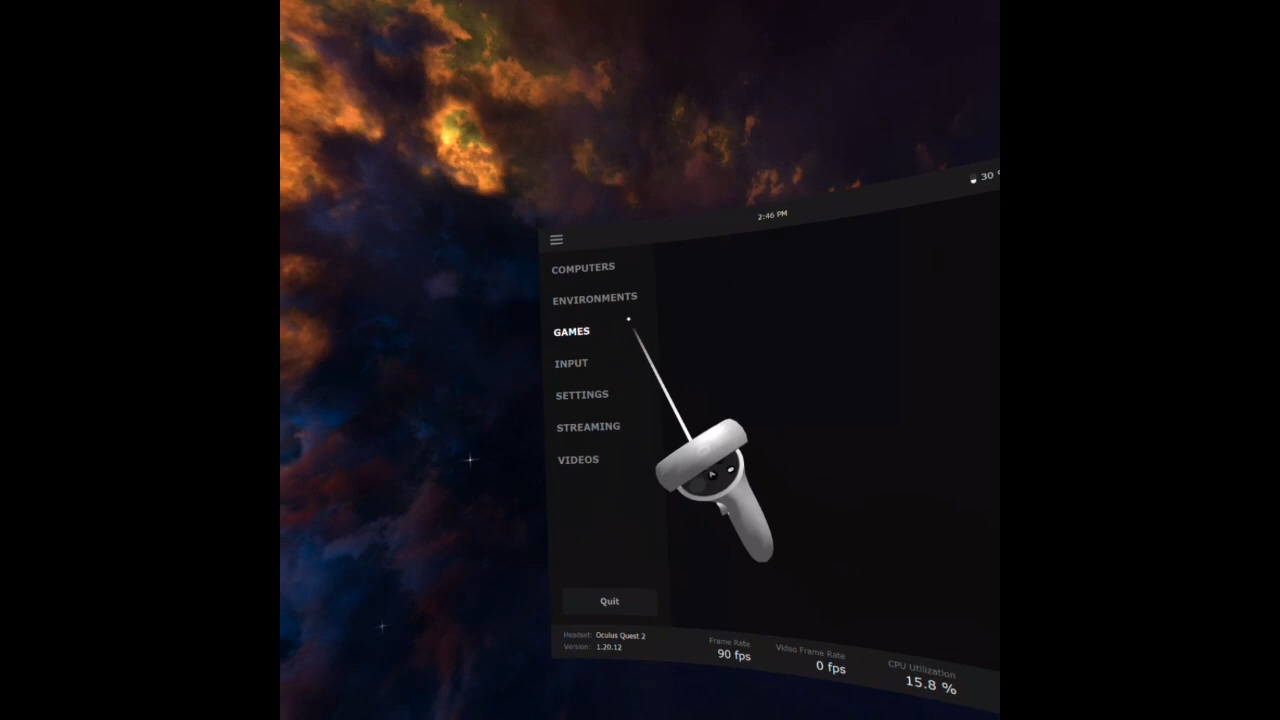 2:46 PM
30 %
COMPUTERS
ENVIRONMENTS
GAMES
INPUT
SETTINGS
STREAMING
VIDEOS
Quit
Headset: Oculus Quest 2
Version: 1.20.12
Frame Rate
90 fps
Video Frame Rate
0 fps
CPU Utilization
15.8 %
A